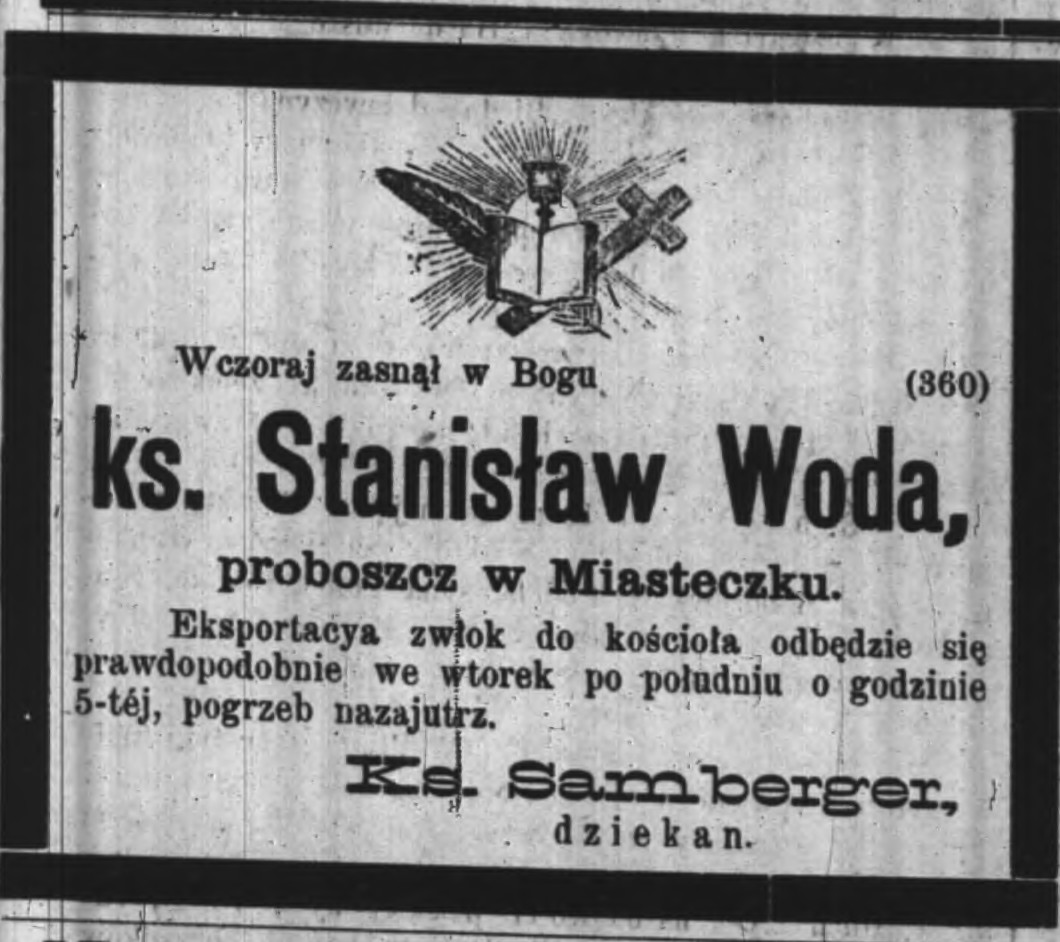 Wczoraj zasnął w Bogu (360)
ks. Stanisław Woda,
proboszcz w Miasteczku.
Eksportacya zwłok do kościoła odbędzie się
prawdopodobnie we wtorek po południu o godzinie
5-téj, pogrzeb nazajutrz.
Ks. Samberger,
dziekan.